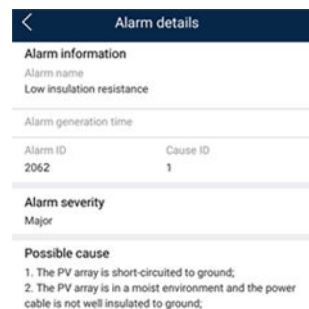 Alarm details
Alarm information
Alarm name
Low insulation resistance
Alarm generation time
Alarm ID Cause ID
2062 1
Alarm severity
Major
Possible cause
1. The PV array is short-circuited to ground;
2. The PV array is in a moist environment and the power
cable is not well insulated to ground;